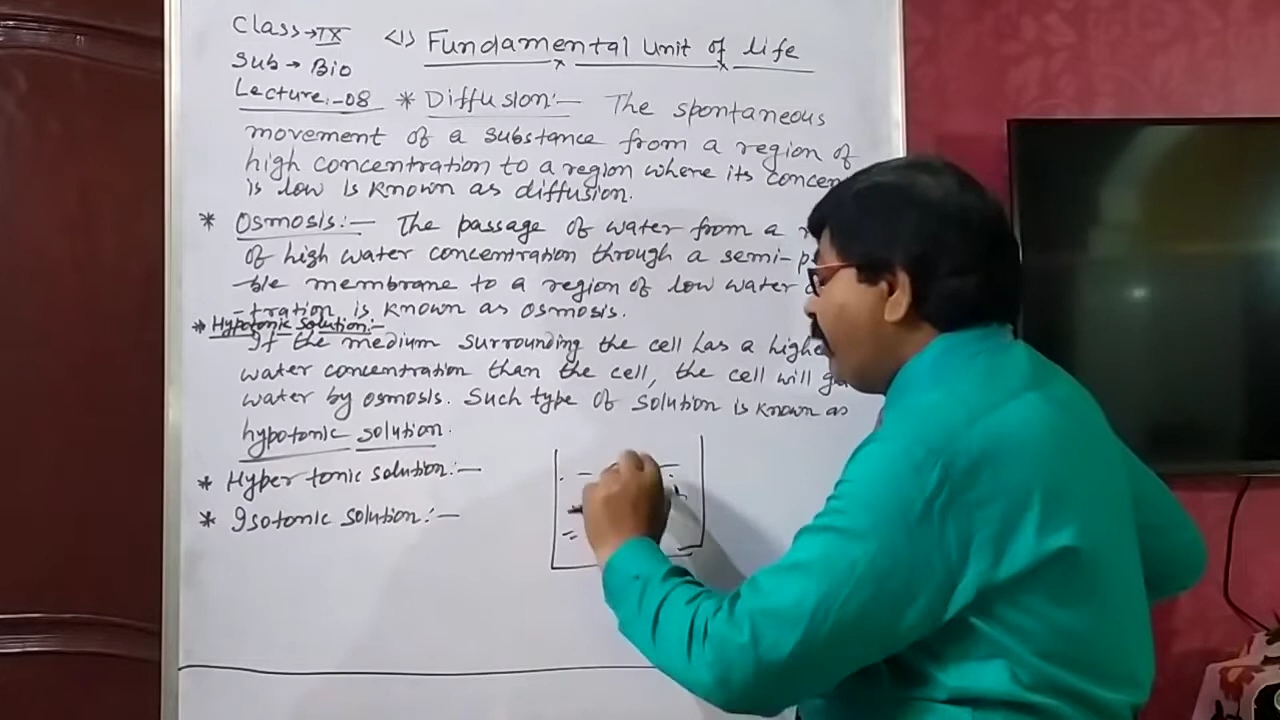 Class→IX <1> Fundamental Unit of life
Sub→Bio
Lecture:-08 * Diffusion:— The spontaneous
movement of a substance from a region of
high concentration to a region where its concen
is low is known as diffusion.
* Osmosis:— The passage of water from a
of high water concentration through a semi-p
-ble membrane to a region of low water
-tration is known as osmosis.
* Hypotonic solution:-
If the medium surrounding the cell has a highe
water concentration than the cell, the cell will
water by osmosis. Such type of solution is known as
hypotonic solution.
* Hypertonic solution:—
* Isotonic solution:—